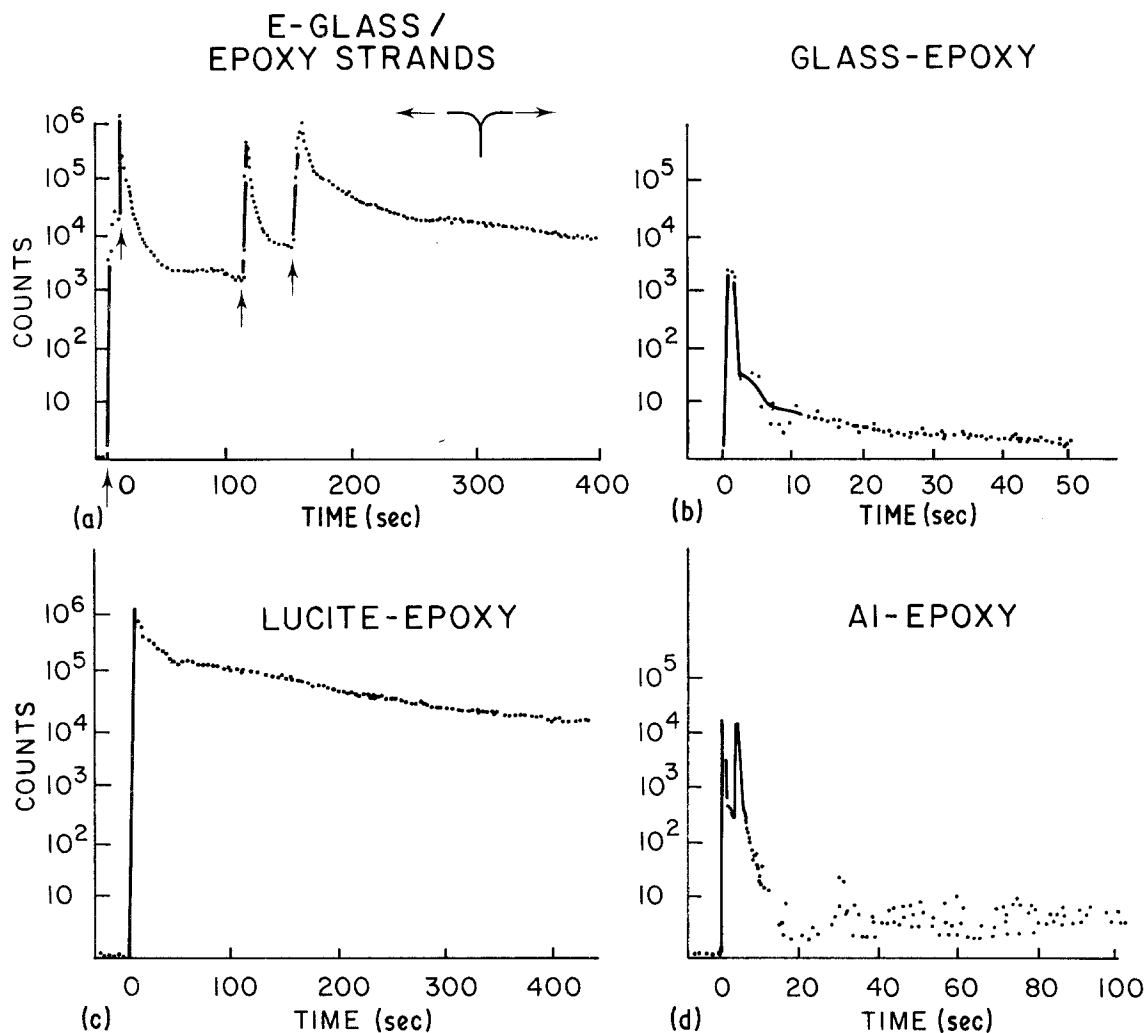 E-GLASS/
EPOXY STRANDS
COUNTS
10⁶
10⁵
10⁴
10³
10²
10
0 100 200 300 400
(a) TIME (sec)
GLASS-EPOXY
10⁵
10⁴
10³
10²
10
0 10 20 30 40 50
(b) TIME (sec)
LUCITE-EPOXY
COUNTS
10⁶
10⁵
10⁴
10³
10²
10
0 100 200 300 400
(c) TIME (sec)
Al-EPOXY
10⁵
10⁴
10³
10²
10
0 20 40 60 80 100
(d) TIME (sec)